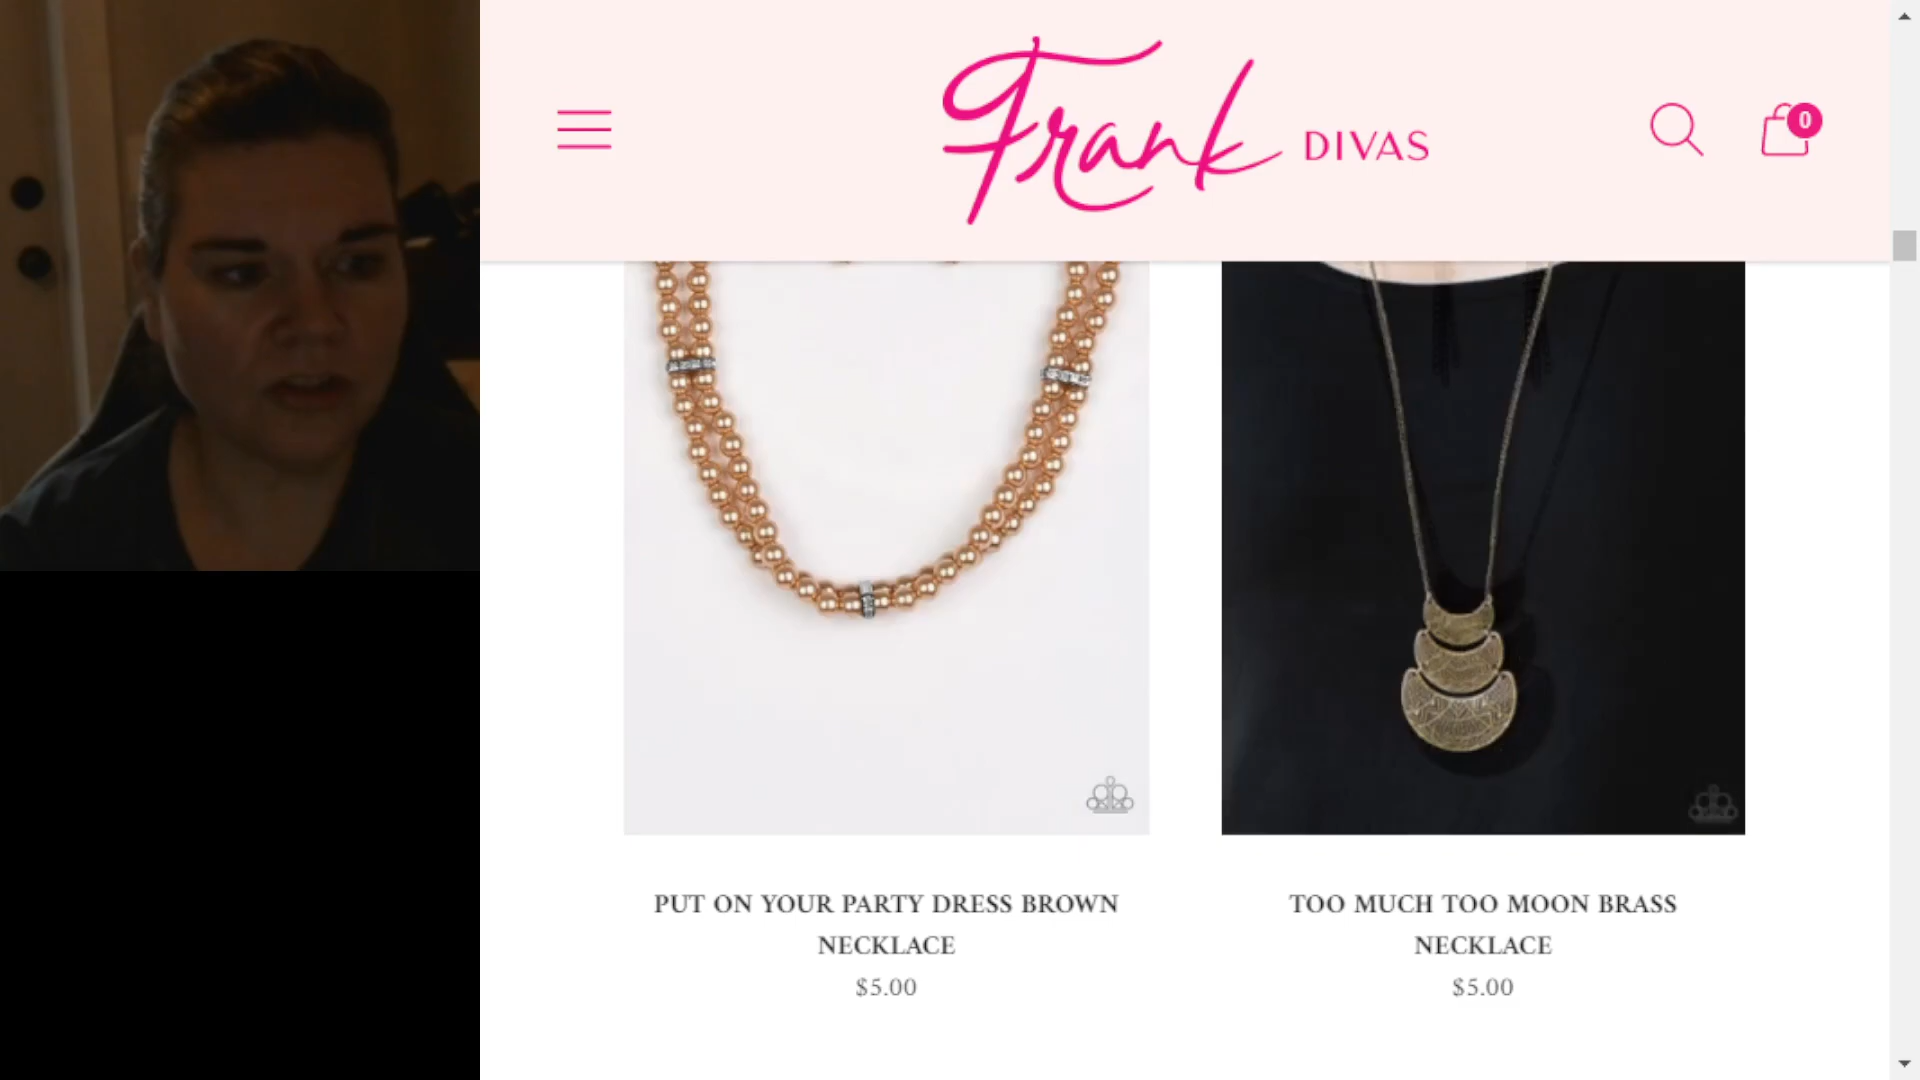 Frank DIVAS
0
PUT ON YOUR PARTY DRESS BROWN
NECKLACE
$5.00
TOO MUCH TOO MOON BRASS
NECKLACE
$5.00